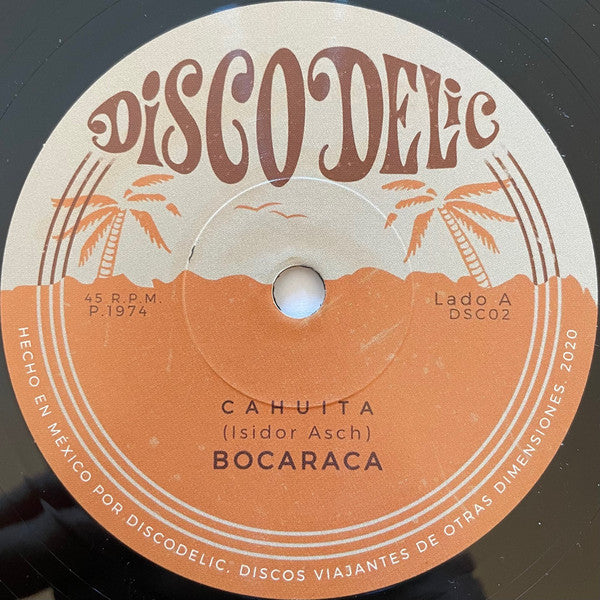 DiSCODELiC
45 R.P.M.
P.1974
Lado A
DSC02
CAHUITA
(Isidor Asch)
BOCARACA
HECHO EN MÉXICO POR DISCODELIC, DISCOS VIAJANTES DE OTRAS DIMENSIONES. 2020